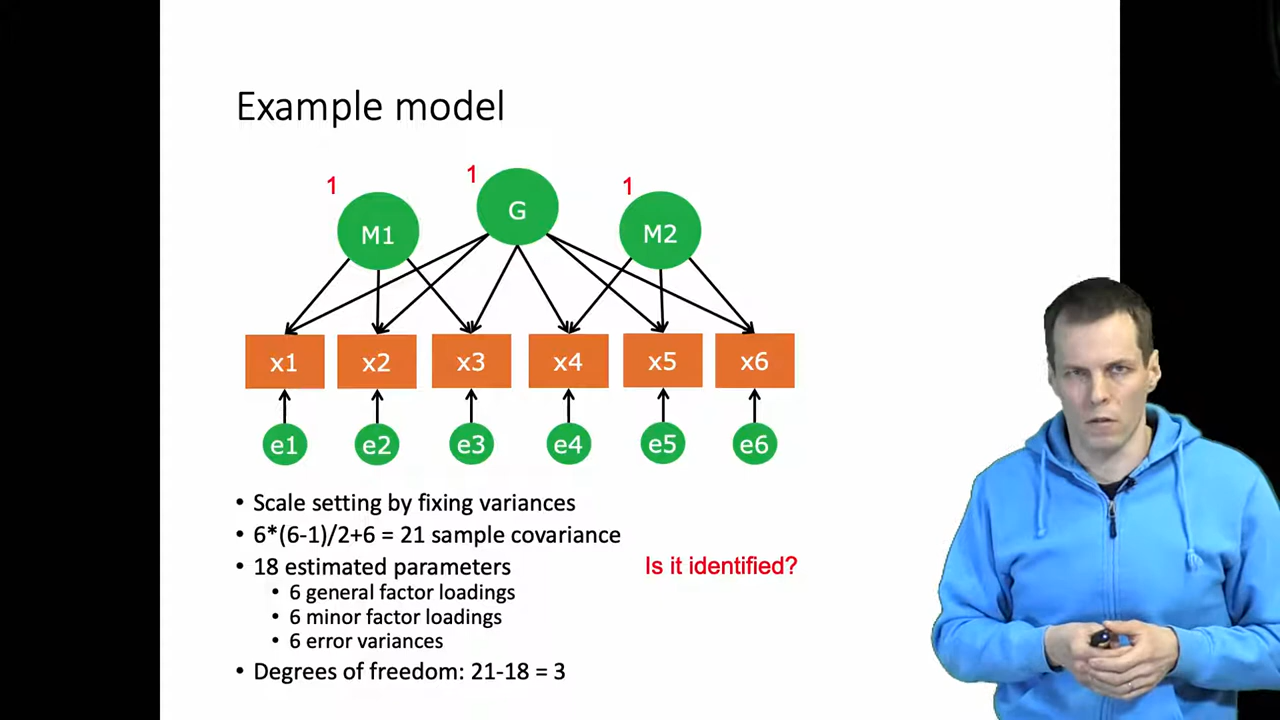 Example model
1 1 1
M1 G M2
x1 x2 x3 x4 x5 x6
e1 e2 e3 e4 e5 e6
• Scale setting by fixing variances
• 6*(6-1)/2+6 = 21 sample covariance
• 18 estimated parameters Is it identified?
• 6 general factor loadings
• 6 minor factor loadings
• 6 error variances
• Degrees of freedom: 21-18 = 3